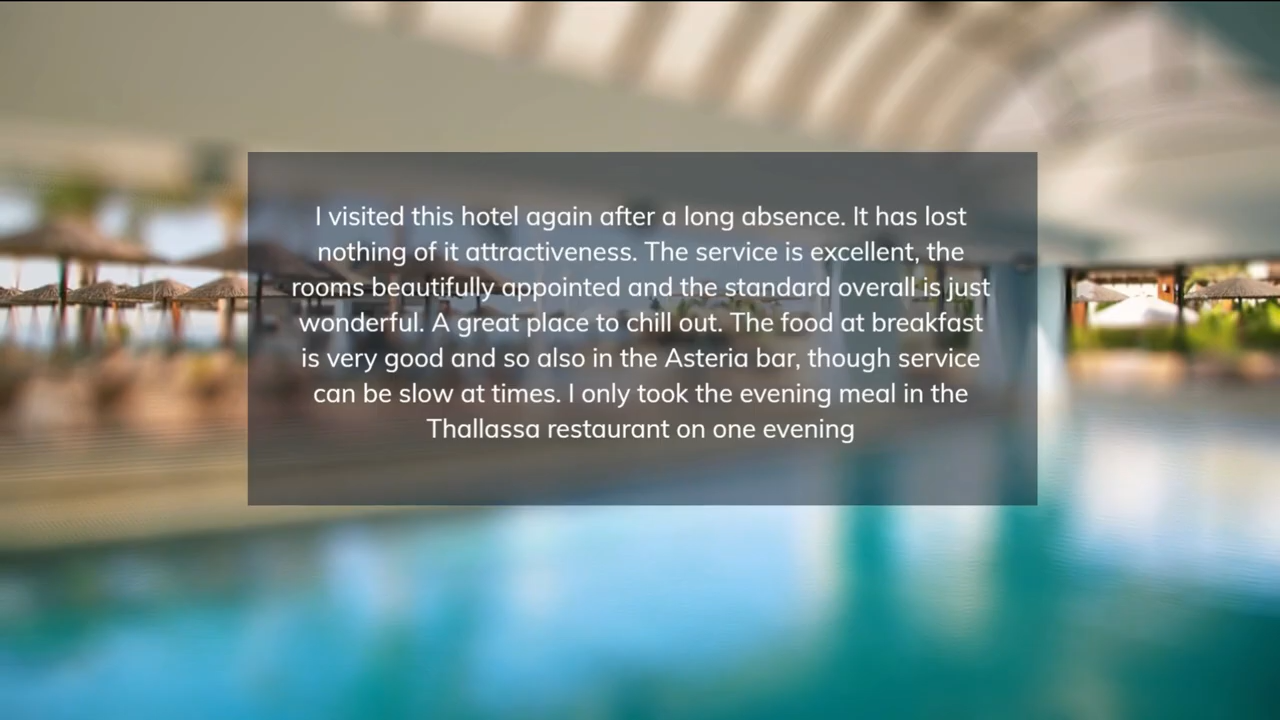 I visited this hotel again after a long absence. It has lost
nothing of it attractiveness. The service is excellent, the
rooms beautifully appointed and the standard overall is just
wonderful. A great place to chill out. The food at breakfast
is very good and so also in the Asteria bar, though service
can be slow at times. I only took the evening meal in the
Thallassa restaurant on one evening